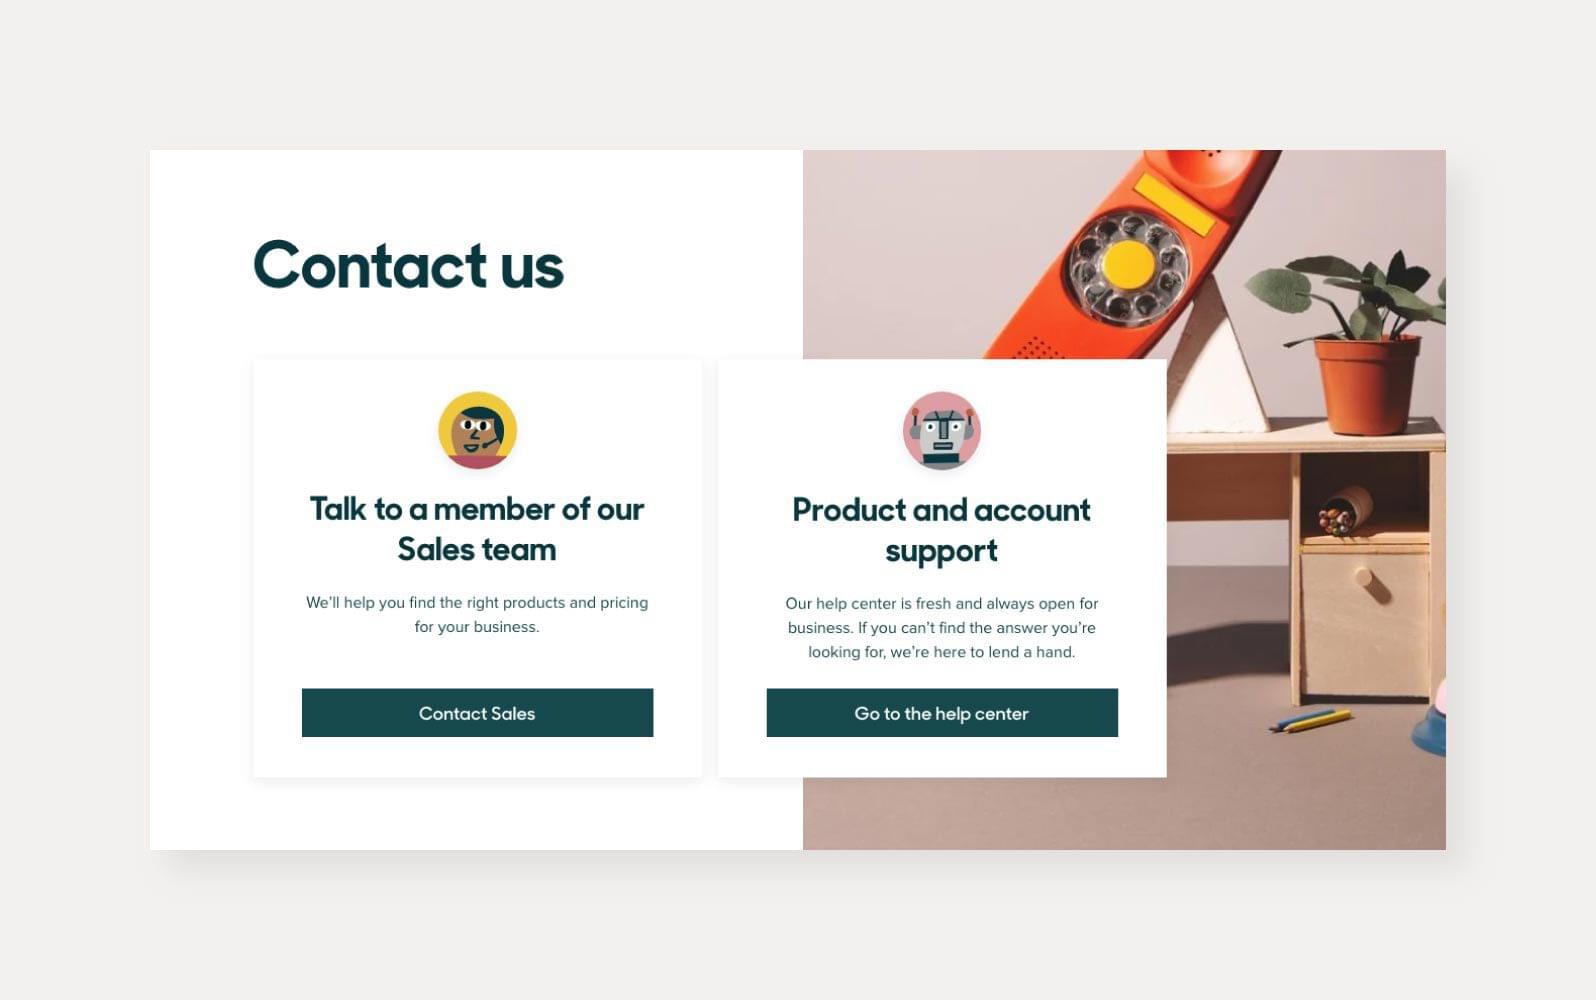 Contact us
Talk to a member of our
Sales team
We'll help you find the right products and pricing
for your business.
Contact Sales
Product and account
support
Our help center is fresh and always open for
business. If you can't find the answer you're
looking for, we're here to lend a hand.
Go to the help center